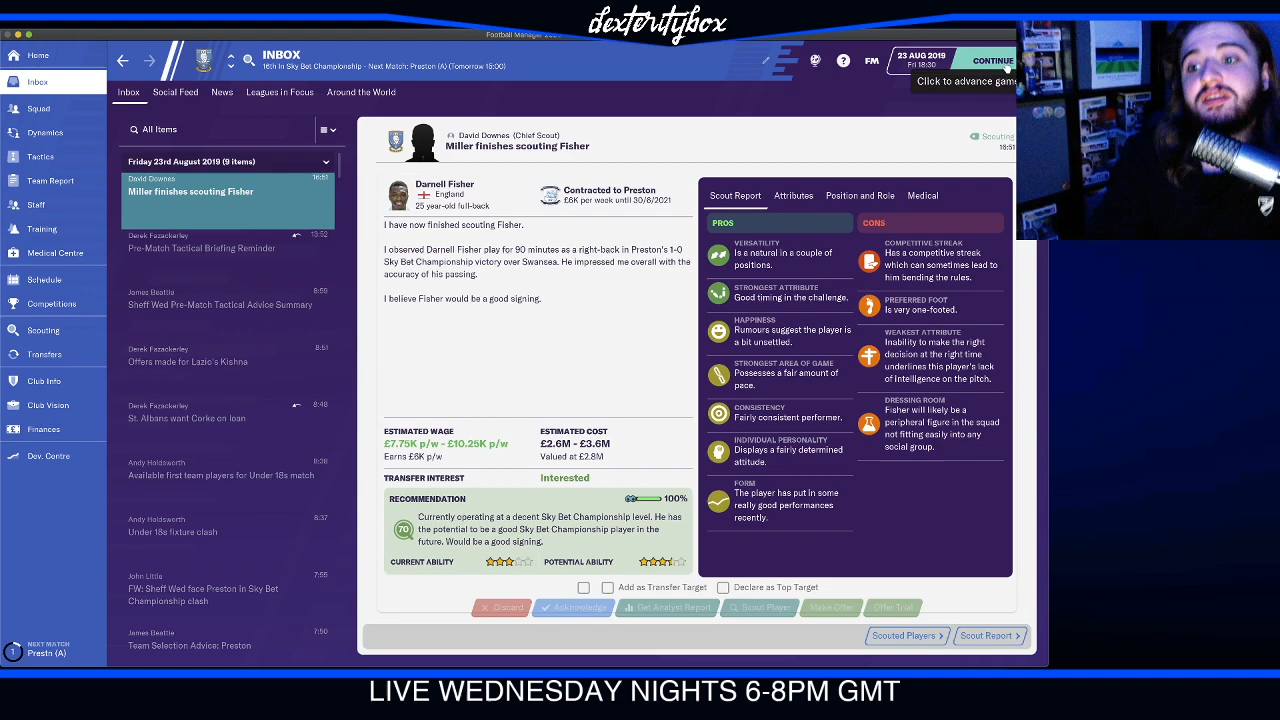 dexteritybox
Football Manager 20
Home
Inbox
Squad
Dynamics
Tactics
Team Report
Staff
Training
Medical Centre
Schedule
Competitions
Scouting
Transfers
Club Info
Club Vision
Finances
Dev. Centre
1
NEXT MATCH
Prestn (A)
INBOX
16th In Sky Bet Championship - Next Match: Preston (A) (Tomorrow 15:00)
?
FM
23 AUG 2019
Fri 18:30
CONTINUE
Click to advance game
Inbox
Social Feed
News
Leagues in Focus
Around the World
All Items
Friday 23rd August 2019 (9 items)
David Downes 16:51
Miller finishes scouting Fisher
Derek Fazackerley 13:52
Pre-Match Tactical Briefing Reminder
James Beattie 8:59
Sheff Wed Pre-Match Tactical Advice Summary
Derek Fazackerley 8:51
Offers made for Lazio's Kishna
Derek Fazackerley 8:48
St. Albans want Corke on loan
Andy Holdsworth 8:38
Available first team players for Under 18s match
Andy Holdsworth 8:37
Under 18s fixture clash
John Little 7:55
FW: Sheff Wed face Preston in Sky Bet
Championship clash
James Beattie 7:50
Team Selection Advice: Preston
David Downes (Chief Scout)
Miller finishes scouting Fisher
Scouting
16:51
Darnell Fisher
England
25 year-old full-back
Contracted to Preston
£6K per week until 30/6/2021
I have now finished scouting Fisher.
I observed Darnell Fisher play for 90 minutes as a right-back in Preston's 1-0
Sky Bet Championship victory over Swansea. He impressed me overall with the
accuracy of his passing.
I believe Fisher would be a good signing.
ESTIMATED WAGE
£7.75K p/w - £10.25K p/w
Earns £6K p/w
ESTIMATED COST
£2.6M - £3.6M
Valued at £2.8M
TRANSFER INTEREST
Interested
RECOMMENDATION
100%
70
Currently operating at a decent Sky Bet Championship level. He has
the potential to be a good Sky Bet Championship player in the
future. Would be a good signing.
CURRENT ABILITY
POTENTIAL ABILITY
Scout Report
Attributes
Position and Role
Medical
PROS
VERSATILITY
Is a natural in a couple of
positions.
STRONGEST ATTRIBUTE
Good timing in the challenge.
HAPPINESS
Rumours suggest the player is
a bit unsettled.
STRONGEST AREA OF GAME
Possesses a fair amount of
pace.
CONSISTENCY
Fairly consistent performer.
INDIVIDUAL PERSONALITY
Displays a fairly determined
attitude.
FORM
The player has put in some
really good performances
recently.
CONS
COMPETITIVE STREAK
Has a competitive streak
which can sometimes lead to
him bending the rules.
PREFERRED FOOT
Is very one-footed.
WEAKEST ATTRIBUTE
Inability to make the right
decision at the right time
underlines this player's lack
of intelligence on the pitch.
DRESSING ROOM
Fisher will likely be a
peripheral figure in the squad
not fitting easily into any
social group.
Add as Transfer Target
Declare as Top Target
Discard
Acknowledge
Get Analyst Report
Scout Player
Make Offer
Offer Trial
Scouted Players >
Scout Report >
LIVE WEDNESDAY NIGHTS 6-8PM GMT